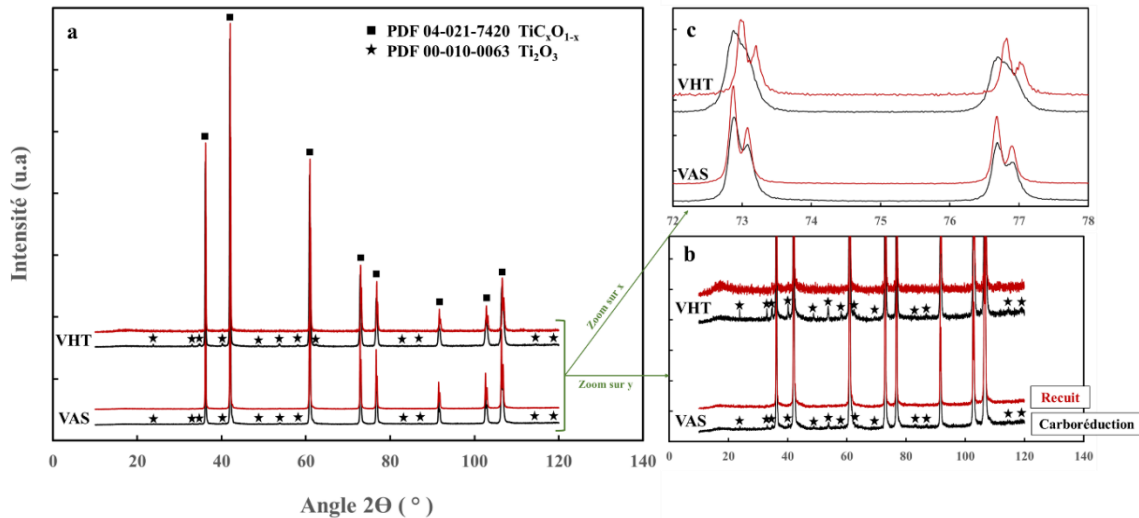 a
■ PDF 04-021-7420 TiCₓO₁₋ₓ
★ PDF 00-010-0063 Ti₂O₃
Intensité (u.a)
VHT
VAS
0 20 40 60 80 100 120 140
Angle 2Θ ( ° )
Zoom sur x
Zoom sur y
c
VHT
VAS
72 73 74 75 76 77 78
b
VHT
VAS
Recuit
Carboréduction
0 20 40 60 80 100 120 140